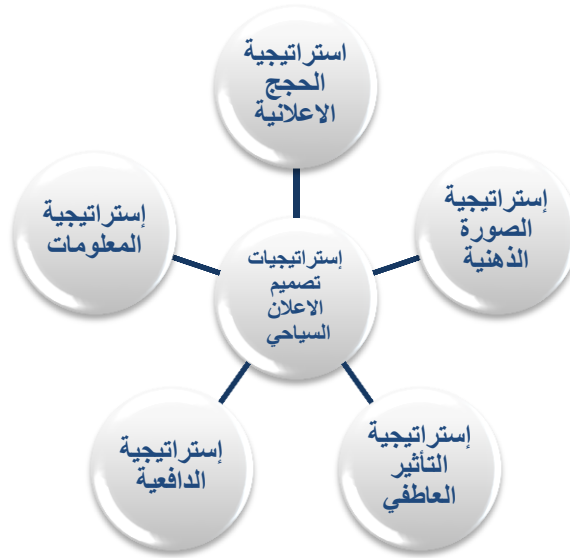 استراتيجية
الحجج
الاعلانية
إستراتيجية
الصورة
الذهنية
إستراتيجية
المعلومات
إستراتيجيات
تصميم
الاعلان
السياحي
إستراتيجية
التأثير
العاطفي
إستراتيجية
الدافعية